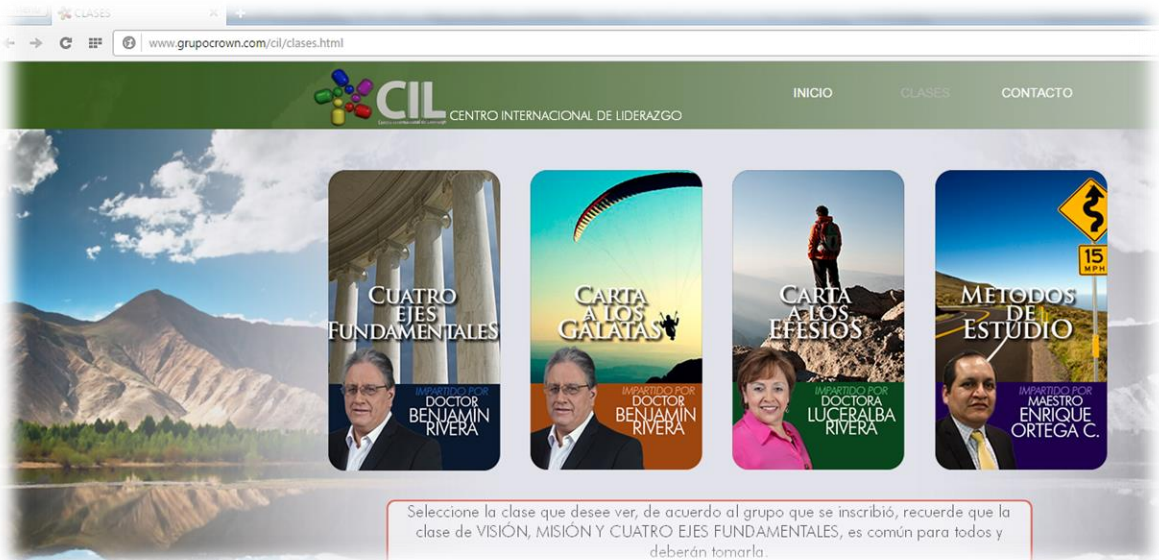 CLASES
www.grupocrown.com/cil/clases.html
CIL
CENTRO INTERNACIONAL DE LIDERAZGO
INICIO
CLASES
CONTACTO
CUATRO
EJES
FUNDAMENTALES
IMPARTIDO POR
DOCTOR
BENJAMÍN
RIVERA
CARTA
A LOS
GÁLATAS
IMPARTIDO POR
DOCTOR
BENJAMÍN
RIVERA
CARTA
A LOS
EFESIOS
IMPARTIDO POR
DOCTORA
LUCERALBA
RIVERA
15
MPH
METODOS
DE
ESTUDIO
IMPARTIDO POR
MAESTRO
ENRIQUE
ORTEGA C.
Seleccione la clase que desee ver, de acuerdo al grupo que se inscribió, recuerde que la
clase de VISIÓN, MISIÓN Y CUATRO EJES FUNDAMENTALES, es común para todos y
deberán tomarla.